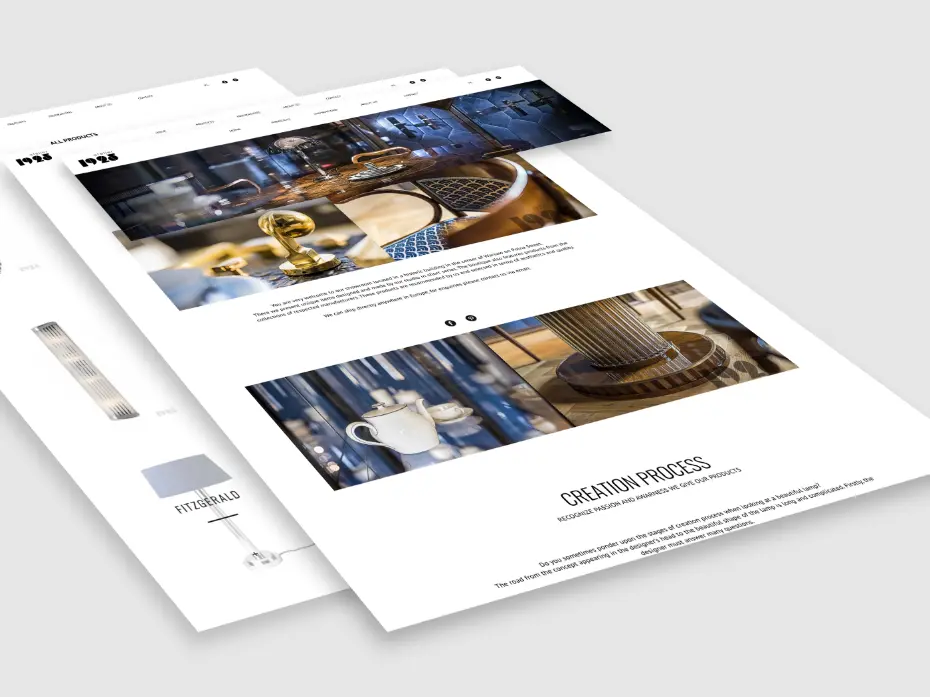 ALL PRODUCTS
1925
1925
You are very welcome to our showroom located in a historic building in the center of Warsaw on Polna Street.
There we present unique items designed and made by our studio in short series. The boutique also features products from the
collections of respected manufacturers. These products are recommended by us and selected in terms of aesthetics and quality.
We can ship directly anywhere in Europe, for enquiries please contact us via email.
FITZGERALD
CREATION PROCESS
RECOGNIZE PASSION AND AWARNESS WE GIVE OUR PRODUCTS
Do you sometimes ponder upon the stages of creation process when looking at a beautiful lamp?
The road from the concept appearing in the designer's head to the beautiful shape of the lamp is long and complicated. Firstly, the
designer must answer many questions.